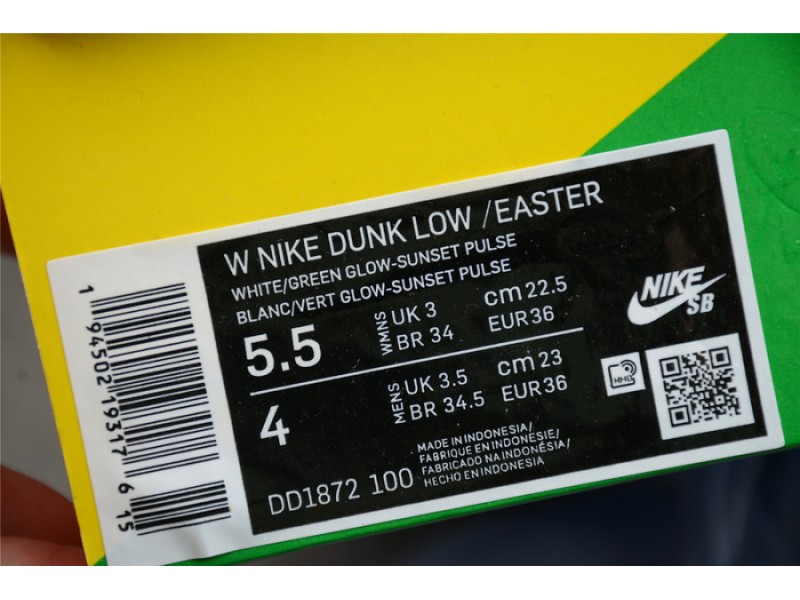 W NIKE DUNK LOW /EASTER
WHITE/GREEN GLOW-SUNSET PULSE
BLANC/VERT GLOW-SUNSET PULSE
5.5 WMNS UK 3 cm 22.5
BR 34 EUR 36
4 MENS UK 3.5 cm 23
BR 34.5 EUR 36
DD1872 100
MADE IN INDONESIA/
FABRIQUE EN INDONÉSIE/
FABRICADO NA INDONÉSIA/
HECHO EN INDONESIA
NIKE
SB
1 94502 19317 6 15